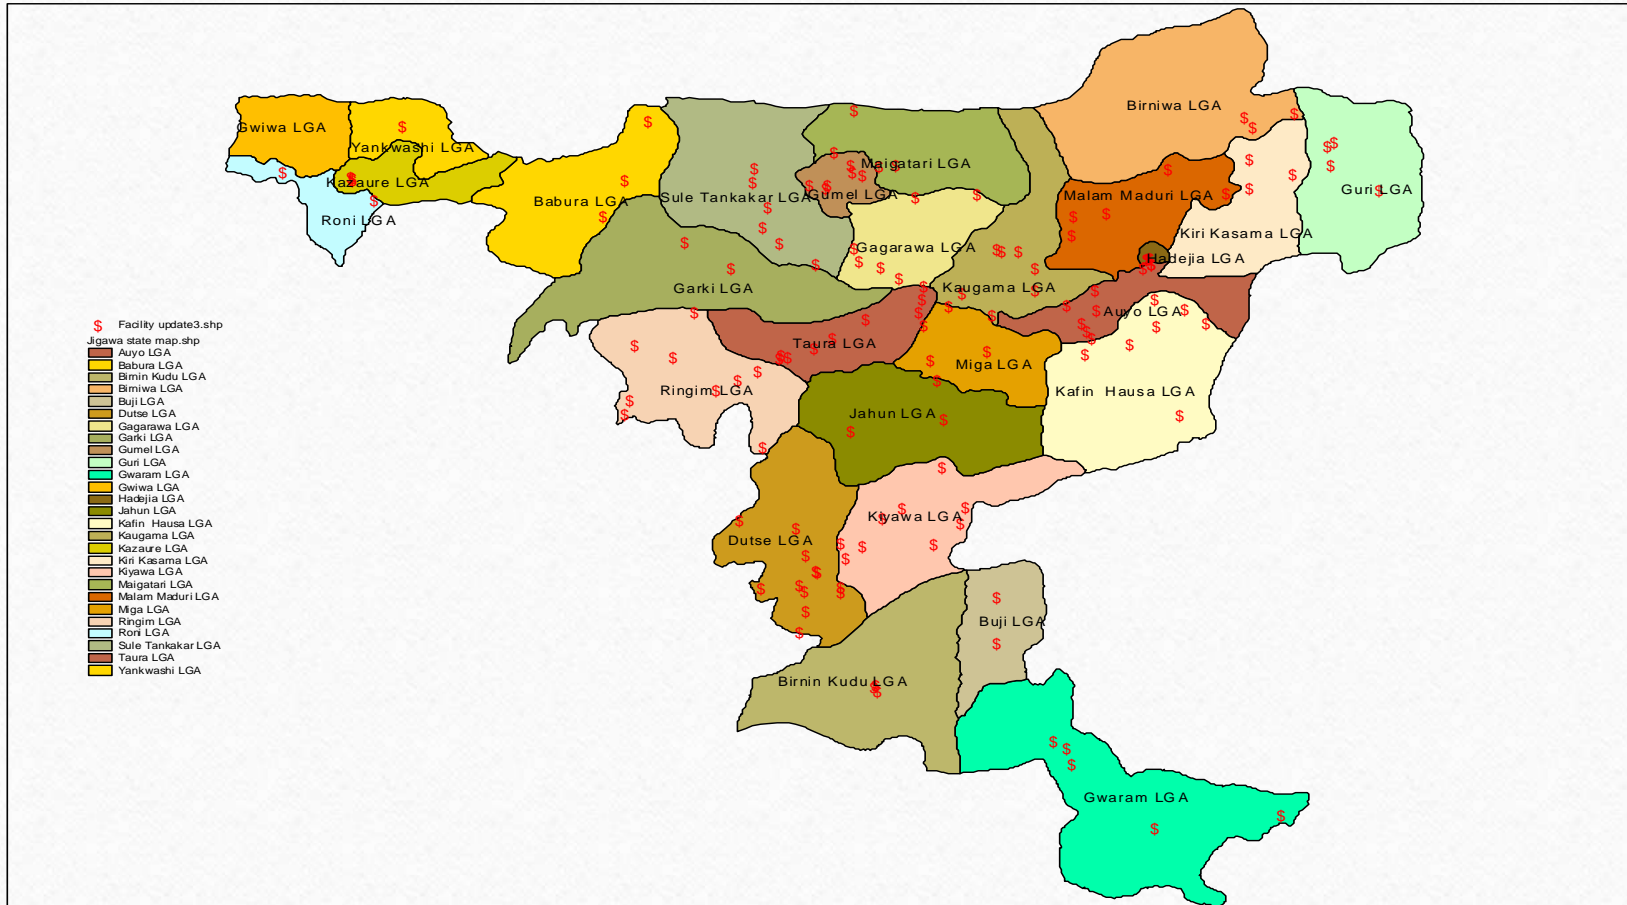 Birniwa LGA
Gwiwa LGA
Yankwashi LGA
Maigatari LGA
Kazaure LGA
Guri LGA
Gumel LGA
Malam Maduri LGA
Sule Tankakar LGA
Babura LGA
Roni LGA
Kiri Kasama LGA
Gagarawa LGA
Hadejia LGA
Garki LGA
Kaugama LGA
Auyo LGA
Taura LGA
Miga LGA
Ringim LGA
Kafin Hausa LGA
Jahun LGA
Kiyawa LGA
Dutse LGA
Buji LGA
Birnin Kudu LGA
Gwaram LGA
$ Facility update3.shp
Jigawa state map.shp
Auyo LGA
Babura LGA
Birnin Kudu LGA
Birniwa LGA
Buji LGA
Dutse LGA
Gagarawa LGA
Garki LGA
Gumel LGA
Guri LGA
Gwaram LGA
Gwiwa LGA
Hadejia LGA
Jahun LGA
Kafin Hausa LGA
Kaugama LGA
Kazaure LGA
Kiri Kasama LGA
Kiyawa LGA
Maigatari LGA
Malam Maduri LGA
Miga LGA
Ringim LGA
Roni LGA
Sule Tankakar LGA
Taura LGA
Yankwashi LGA